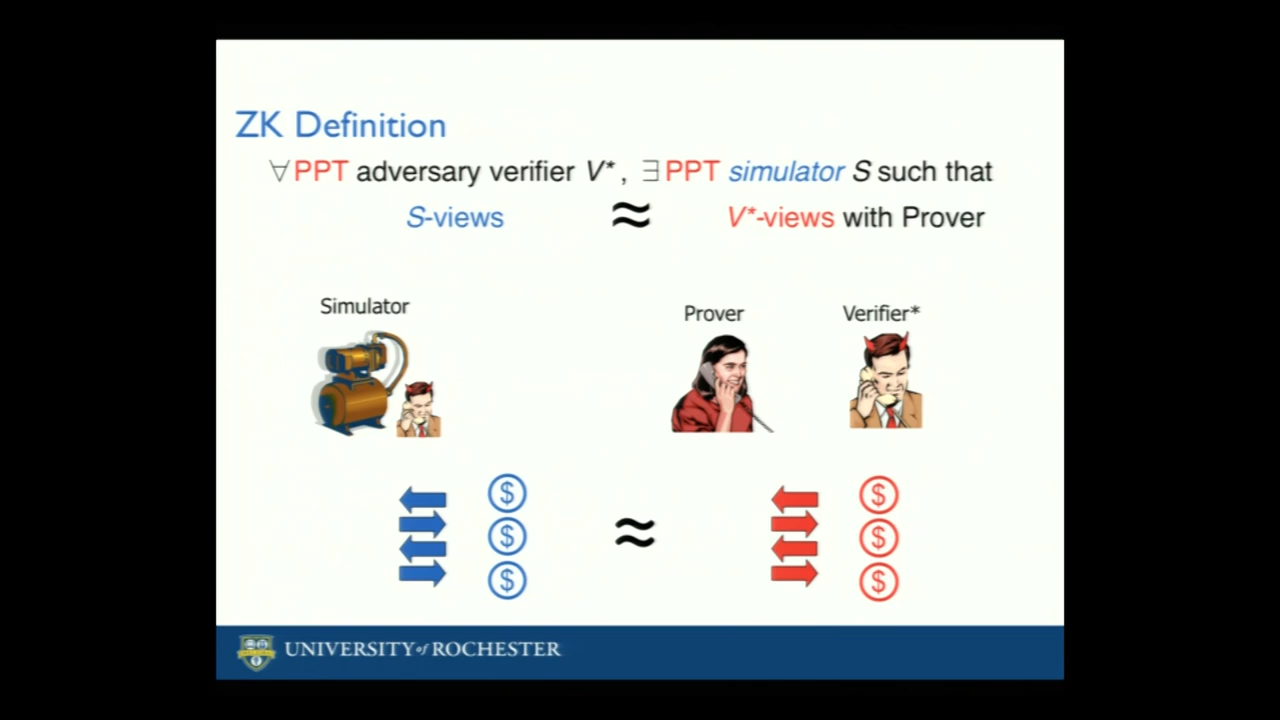 ZK Definition
∀ PPT adversary verifier V* , ∃ PPT simulator S such that
S-views ≈ V*-views with Prover
Simulator
Prover
Verifier*
$ $
≈
$ $
$ $
UNIVERSITY of ROCHESTER